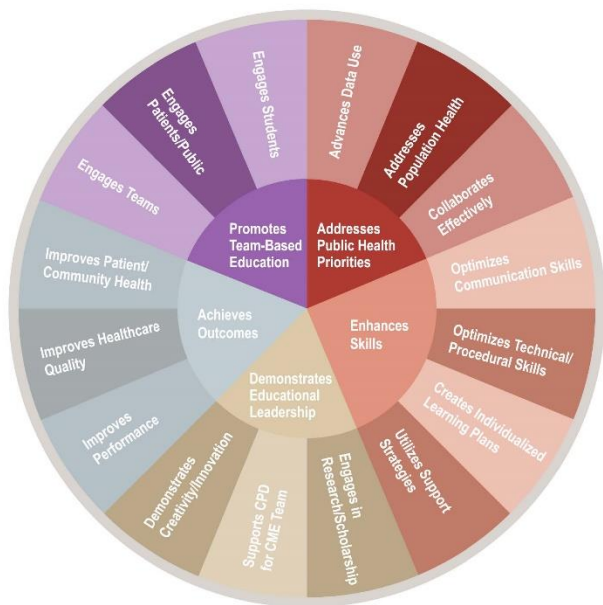 Engages
Patients/Public
Engages Students
Advances Data Use
Addresses
Population Health
Engages Teams
Collaborates
Effectively
Promotes
Team-Based
Education
Addresses
Public Health
Priorities
Improves Patient/
Community Health
Optimizes
Communication Skills
Achieves
Outcomes
Enhances
Skills
Improves Healthcare
Quality
Optimizes Technical/
Procedural Skills
Demonstrates
Educational
Leadership
Improves
Performance
Creates Individualized
Learning Plans
Demonstrates
Creativity/Innovation
Supports CPD
for CME Team
Engages in
Research/Scholarship
Utilizes Support
Strategies